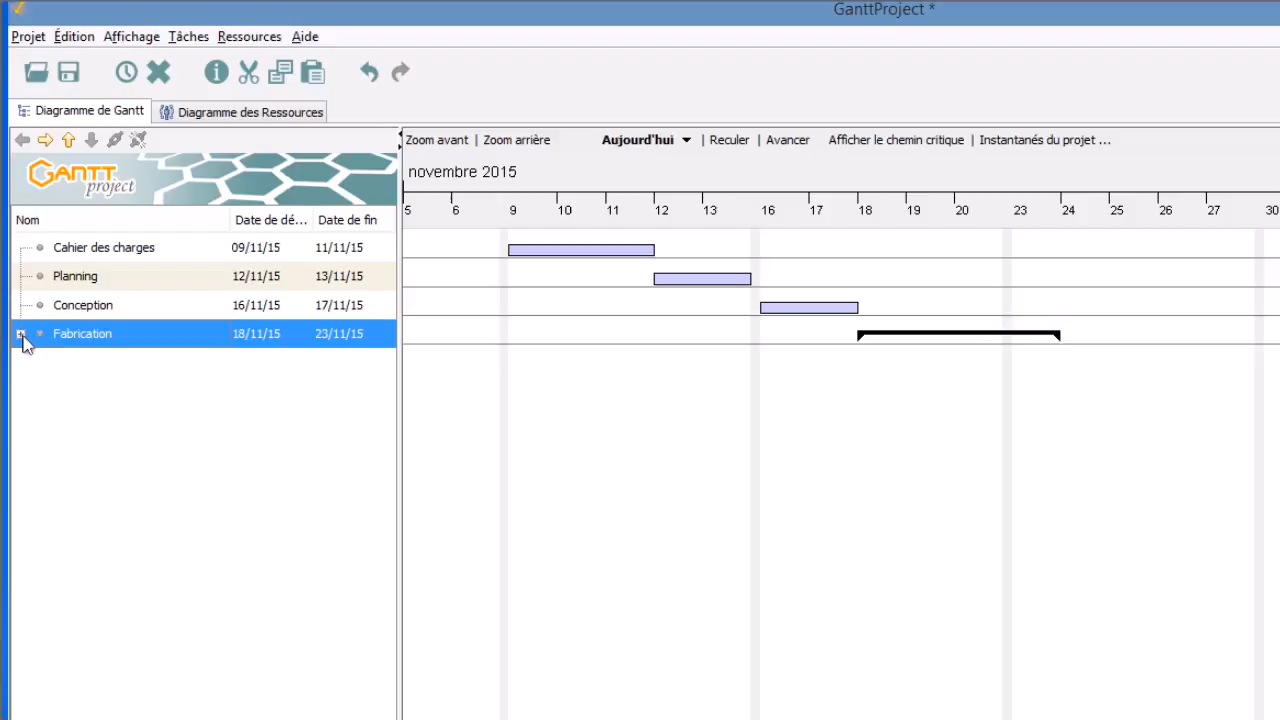 GanttProject *
Projet Édition Affichage Tâches Ressources Aide
Diagramme de Gantt Diagramme des Ressources
Zoom avant | Zoom arrière Aujourd'hui | Reculer | Avancer Afficher le chemin critique | Instantanés du projet ...
GANTT
project
novembre 2015
5 6 9 10 11 12 13 16 17 18 19 20 23 24 25 26 27 30
Nom Date de dé... Date de fin
Cahier des charges 09/11/15 11/11/15
Planning 12/11/15 13/11/15
Conception 16/11/15 17/11/15
Fabrication 18/11/15 23/11/15